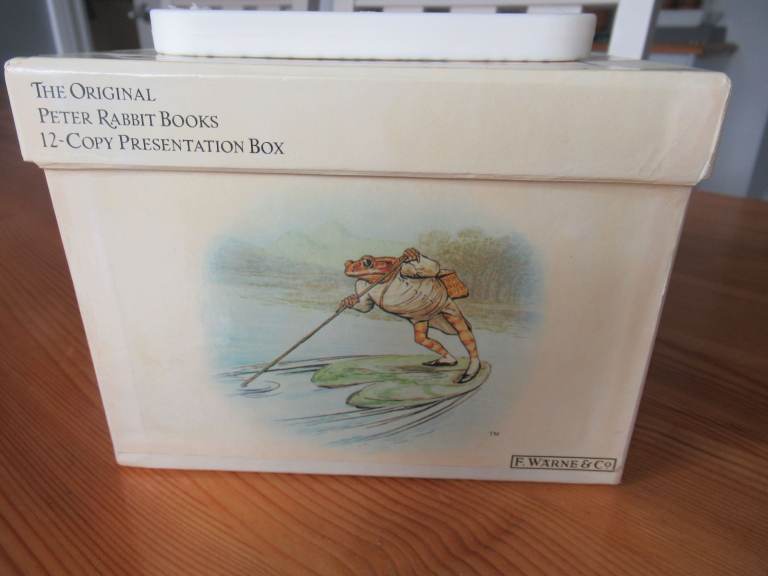 The Original
Peter Rabbit Books
12-Copy Presentation Box
TM
F. Warne & Co